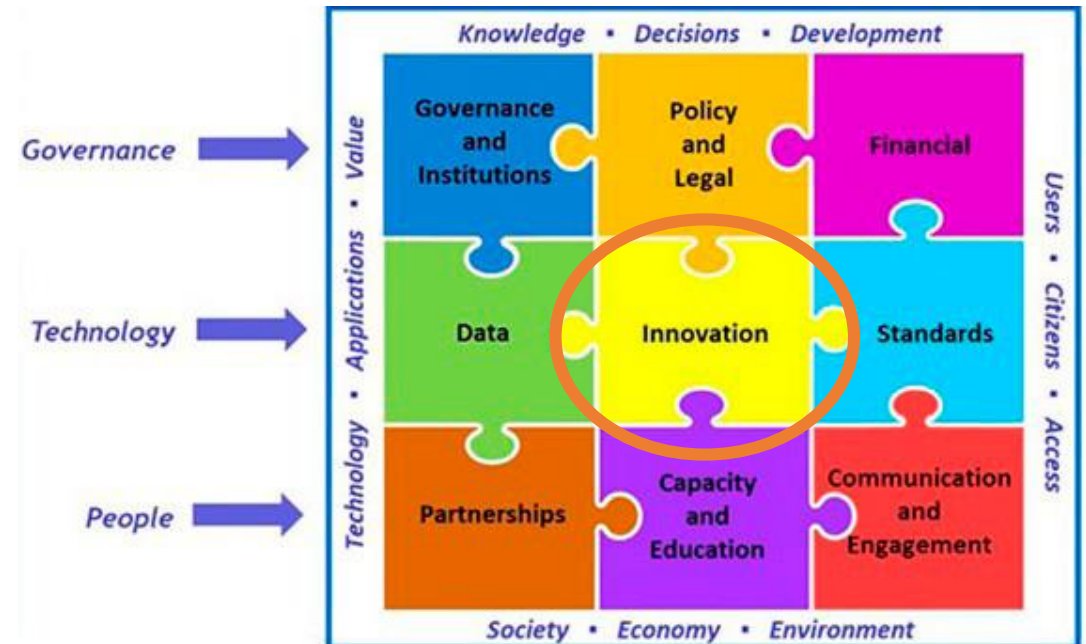 Knowledge ▪ Decisions ▪ Development
Governance
Technology
People
Technology ▪ Applications ▪ Value
Governance
and
Institutions
Policy
and
Legal
Financial
Data
Innovation
Standards
Partnerships
Capacity
and
Education
Communication
and
Engagement
Users ▪ Citizens ▪ Access
Society ▪ Economy ▪ Environment